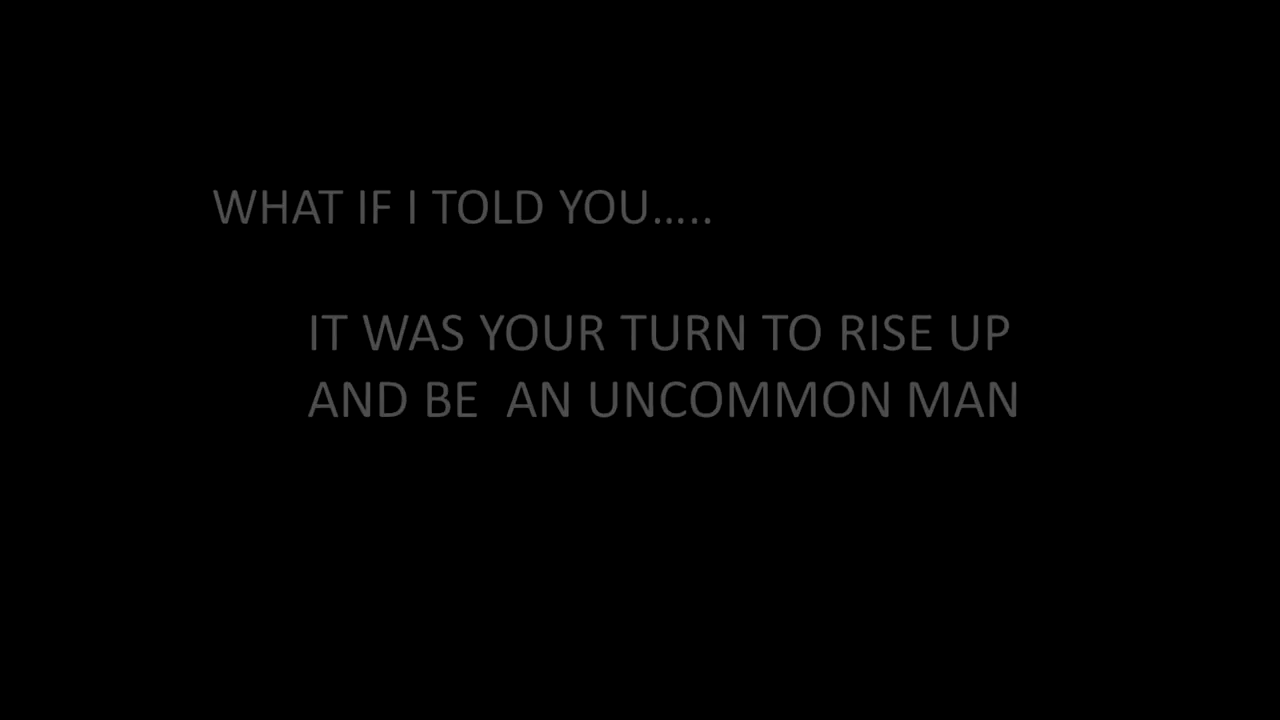 WHAT IF I TOLD YOU…..
IT WAS YOUR TURN TO RISE UP
AND BE  AN UNCOMMON MAN